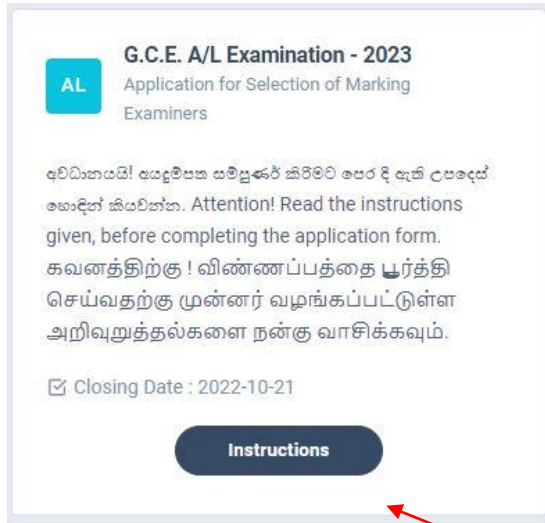 G.C.E. A/L Examination - 2023
AL
Application for Selection of Marking
Examiners
අවධානයයි! අයදුම්පත සම්පුණර් කිරීමට පෙර දී ඇති උපදෙස්
හොඳින් කියවන්න. Attention! Read the instructions
given, before completing the application form.
கவனத்திற்கு ! விண்ணப்பத்தை பூர்த்தி
செய்வதற்கு முன்னர் வழங்கப்பட்டுள்ள
அறிவுறுத்தல்களை நன்கு வாசிக்கவும்.
Closing Date : 2022-10-21
Instructions